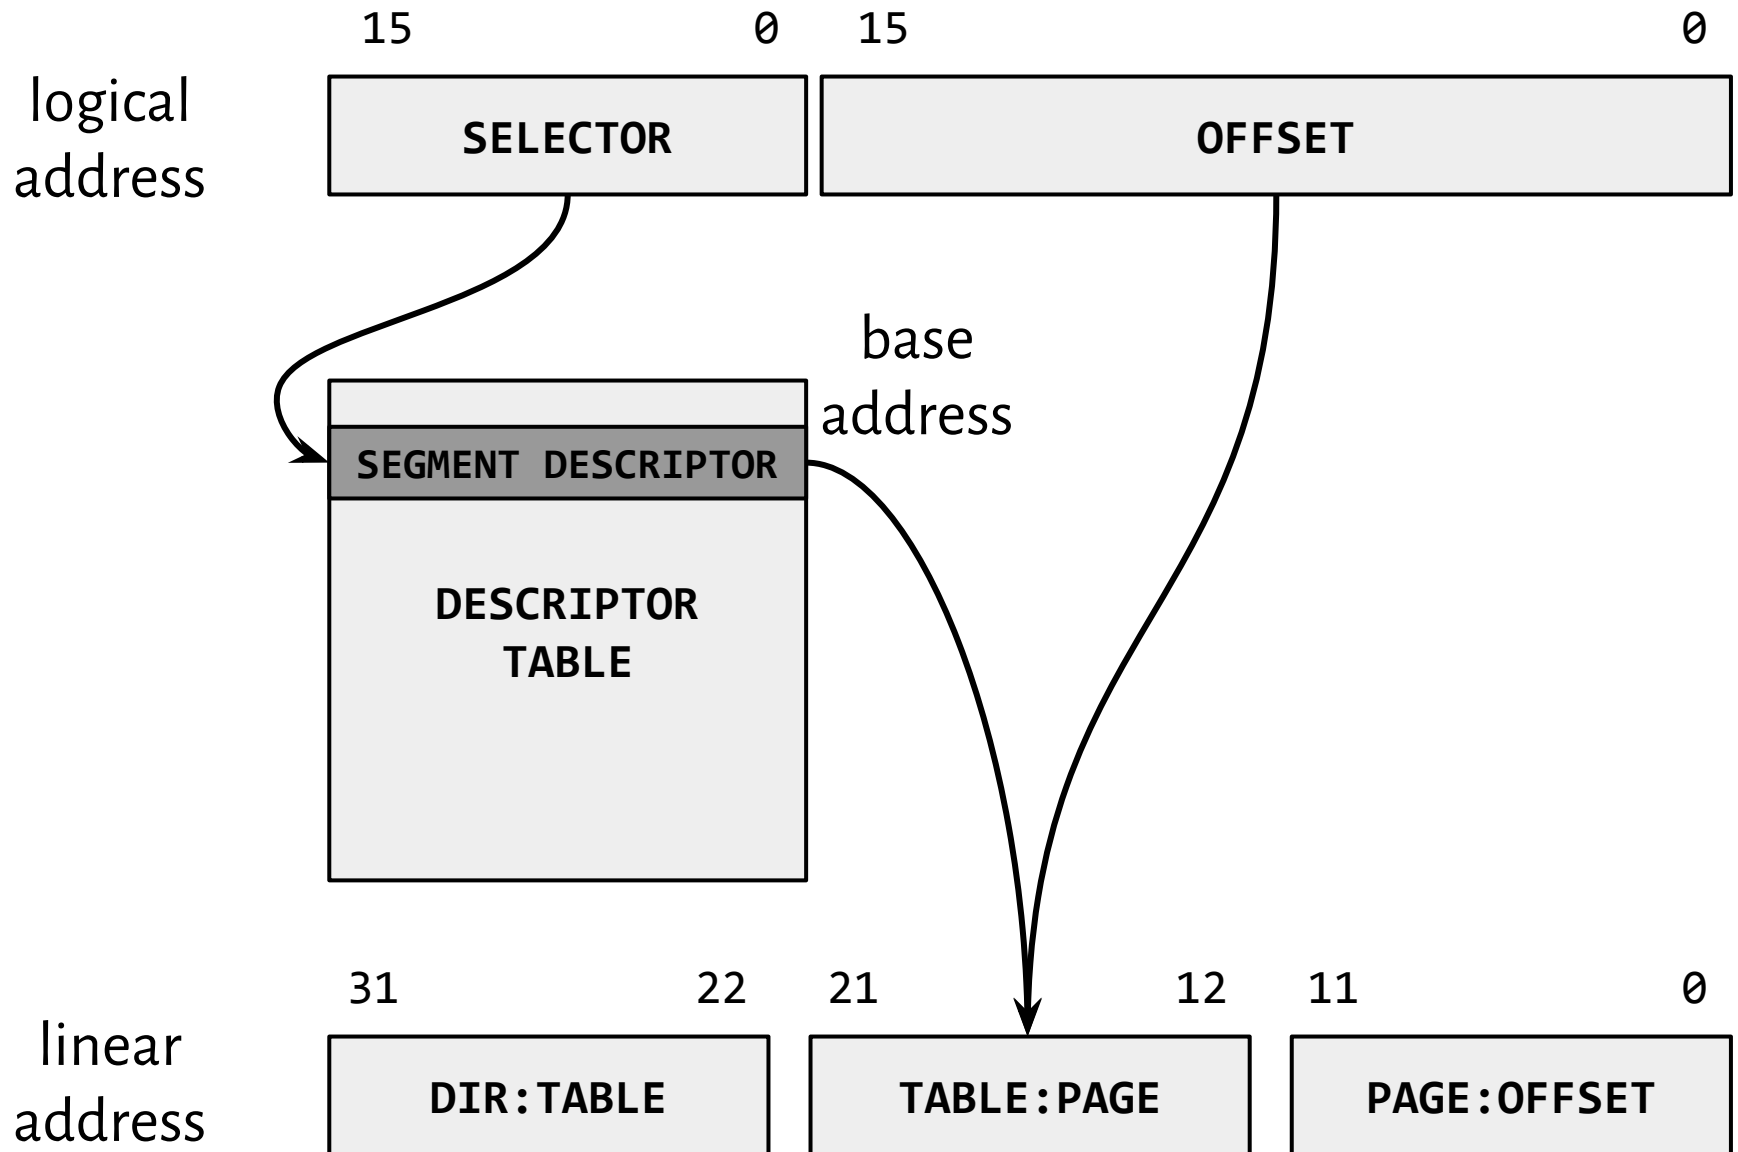 15 0 15 0
logical
address
SELECTOR OFFSET
base
address
SEGMENT DESCRIPTOR
DESCRIPTOR
TABLE
31 22 21 12 11 0
linear
address
DIR:TABLE TABLE:PAGE PAGE:OFFSET